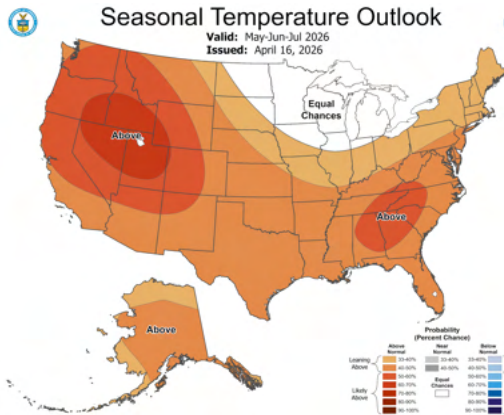 Seasonal Temperature Outlook
Valid: May-Jun-Jul 2026
Issued: April 16, 2026
Equal
Chances
Above
Above
Above
Probability
(Percent Chance)
Above
Normal
Near
Normal
Below
Normal
Leaning
Above
Likely
Above
33-40%
40-50%
50-60%
60-70%
70-80%
80-90%
90-100%
33-40%
40-50%
Equal
Chances
33-40%
40-50%
50-60%
60-70%
70-80%
80-90%
90-100%